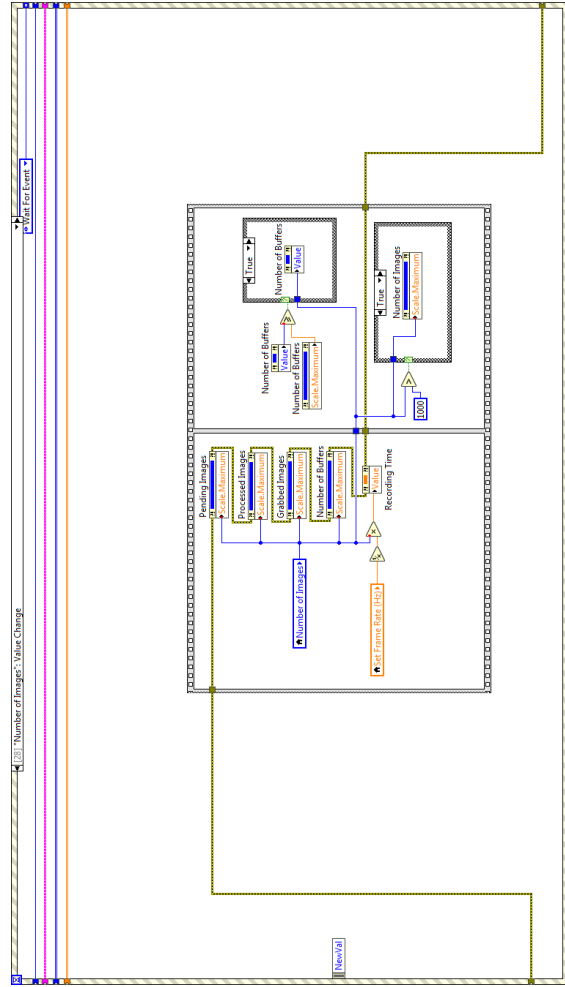 [28] "Number of Images": Value Change
Wait For Event
NewVal
Pending Images
Scale.Maximum
Processed Images
Scale.Maximum
Grabbed Images
Scale.Maximum
Number of Buffers
Scale.Maximum
Number of Images
Value
Recording Time
Set Frame Rate (Hz)
True
Number of Buffers
Value
Number of Buffers
Value
Number of Buffers
Scale.Maximum
True
Number of Images
Scale.Maximum
1000